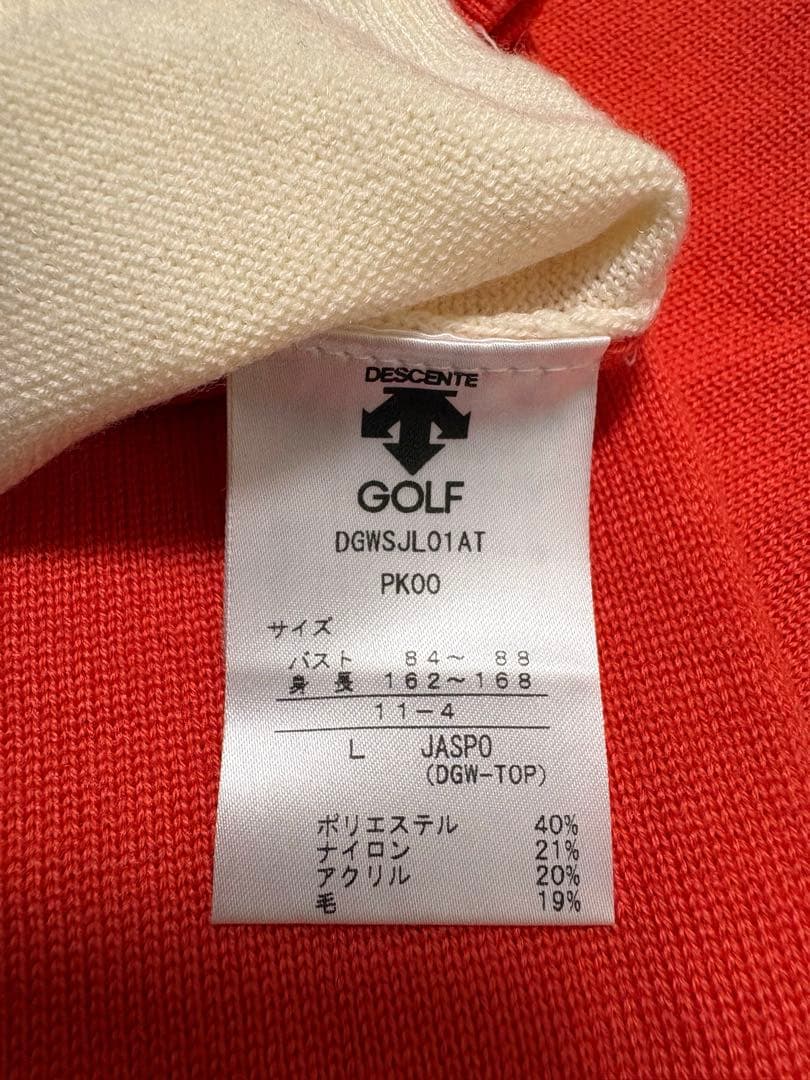 DESCENTE
GOLF
DGWSJL01AT
PK00
サイズ
バスト 84～ 88
身 長 162～168
11-4
L JASPO
(DGW-TOP)
ポリエステル 40%
ナイロン 21%
アクリル 20%
毛 19%